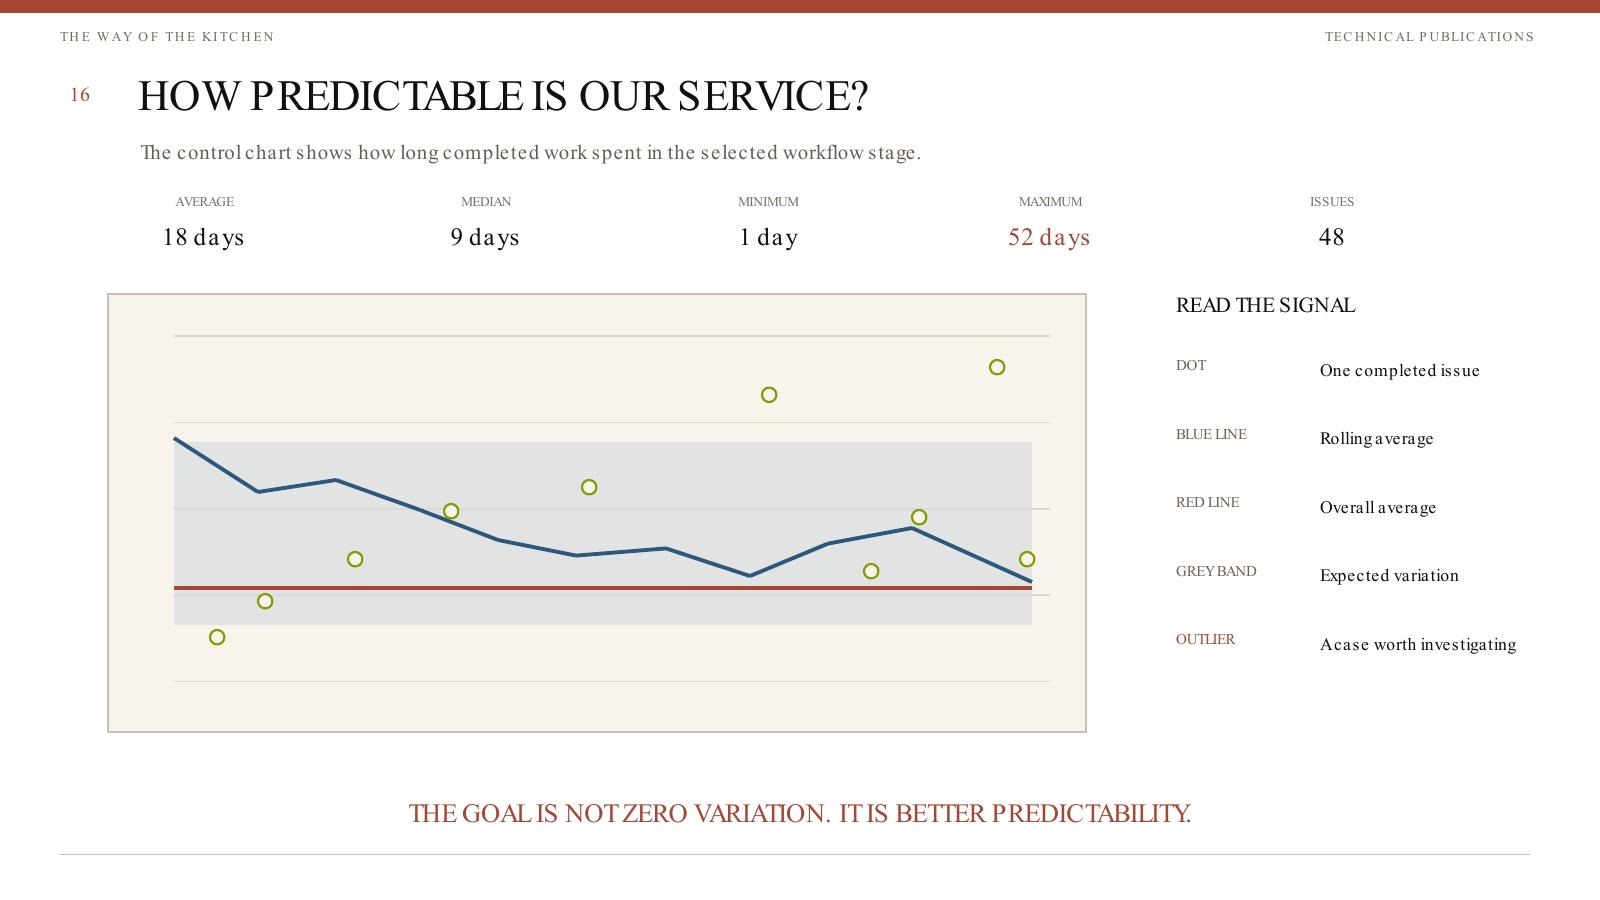 THE WAY OF THE KITCHEN
TECHNICAL PUBLICATIONS
16
HOW PREDICTABLE IS OUR SERVICE?
The control chart shows how long completed work spent in the selected workflow stage.
AVERAGE
18 days
MEDIAN
9 days
MINIMUM
1 day
MAXIMUM
52 days
ISSUES
48
READ THE SIGNAL
DOT
One completed issue
BLUE LINE
Rolling average
RED LINE
Overall average
GREY BAND
Expected variation
OUTLIER
A case worth investigating
THE GOAL IS NOT ZERO VARIATION. IT IS BETTER PREDICTABILITY.